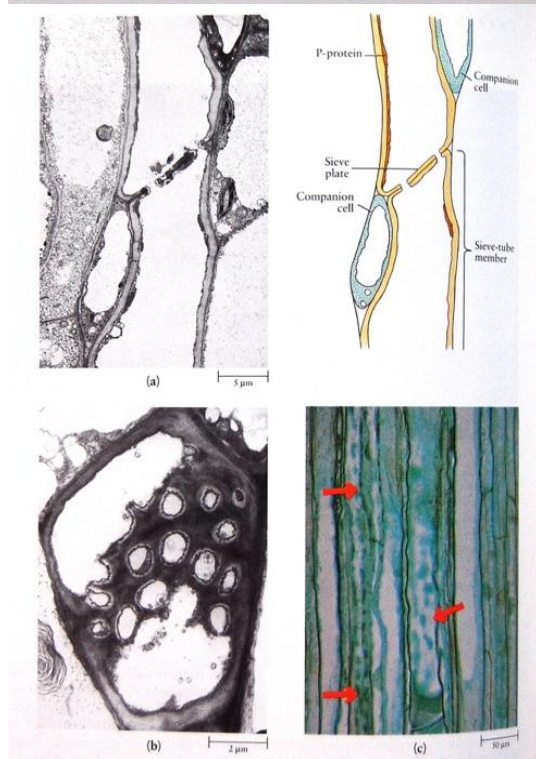 P-protein
Companion
cell
Sieve
plate
Companion
cell
Sieve-tube
member
(a)
5 μm
(b)
2 μm
(c)
50 μm